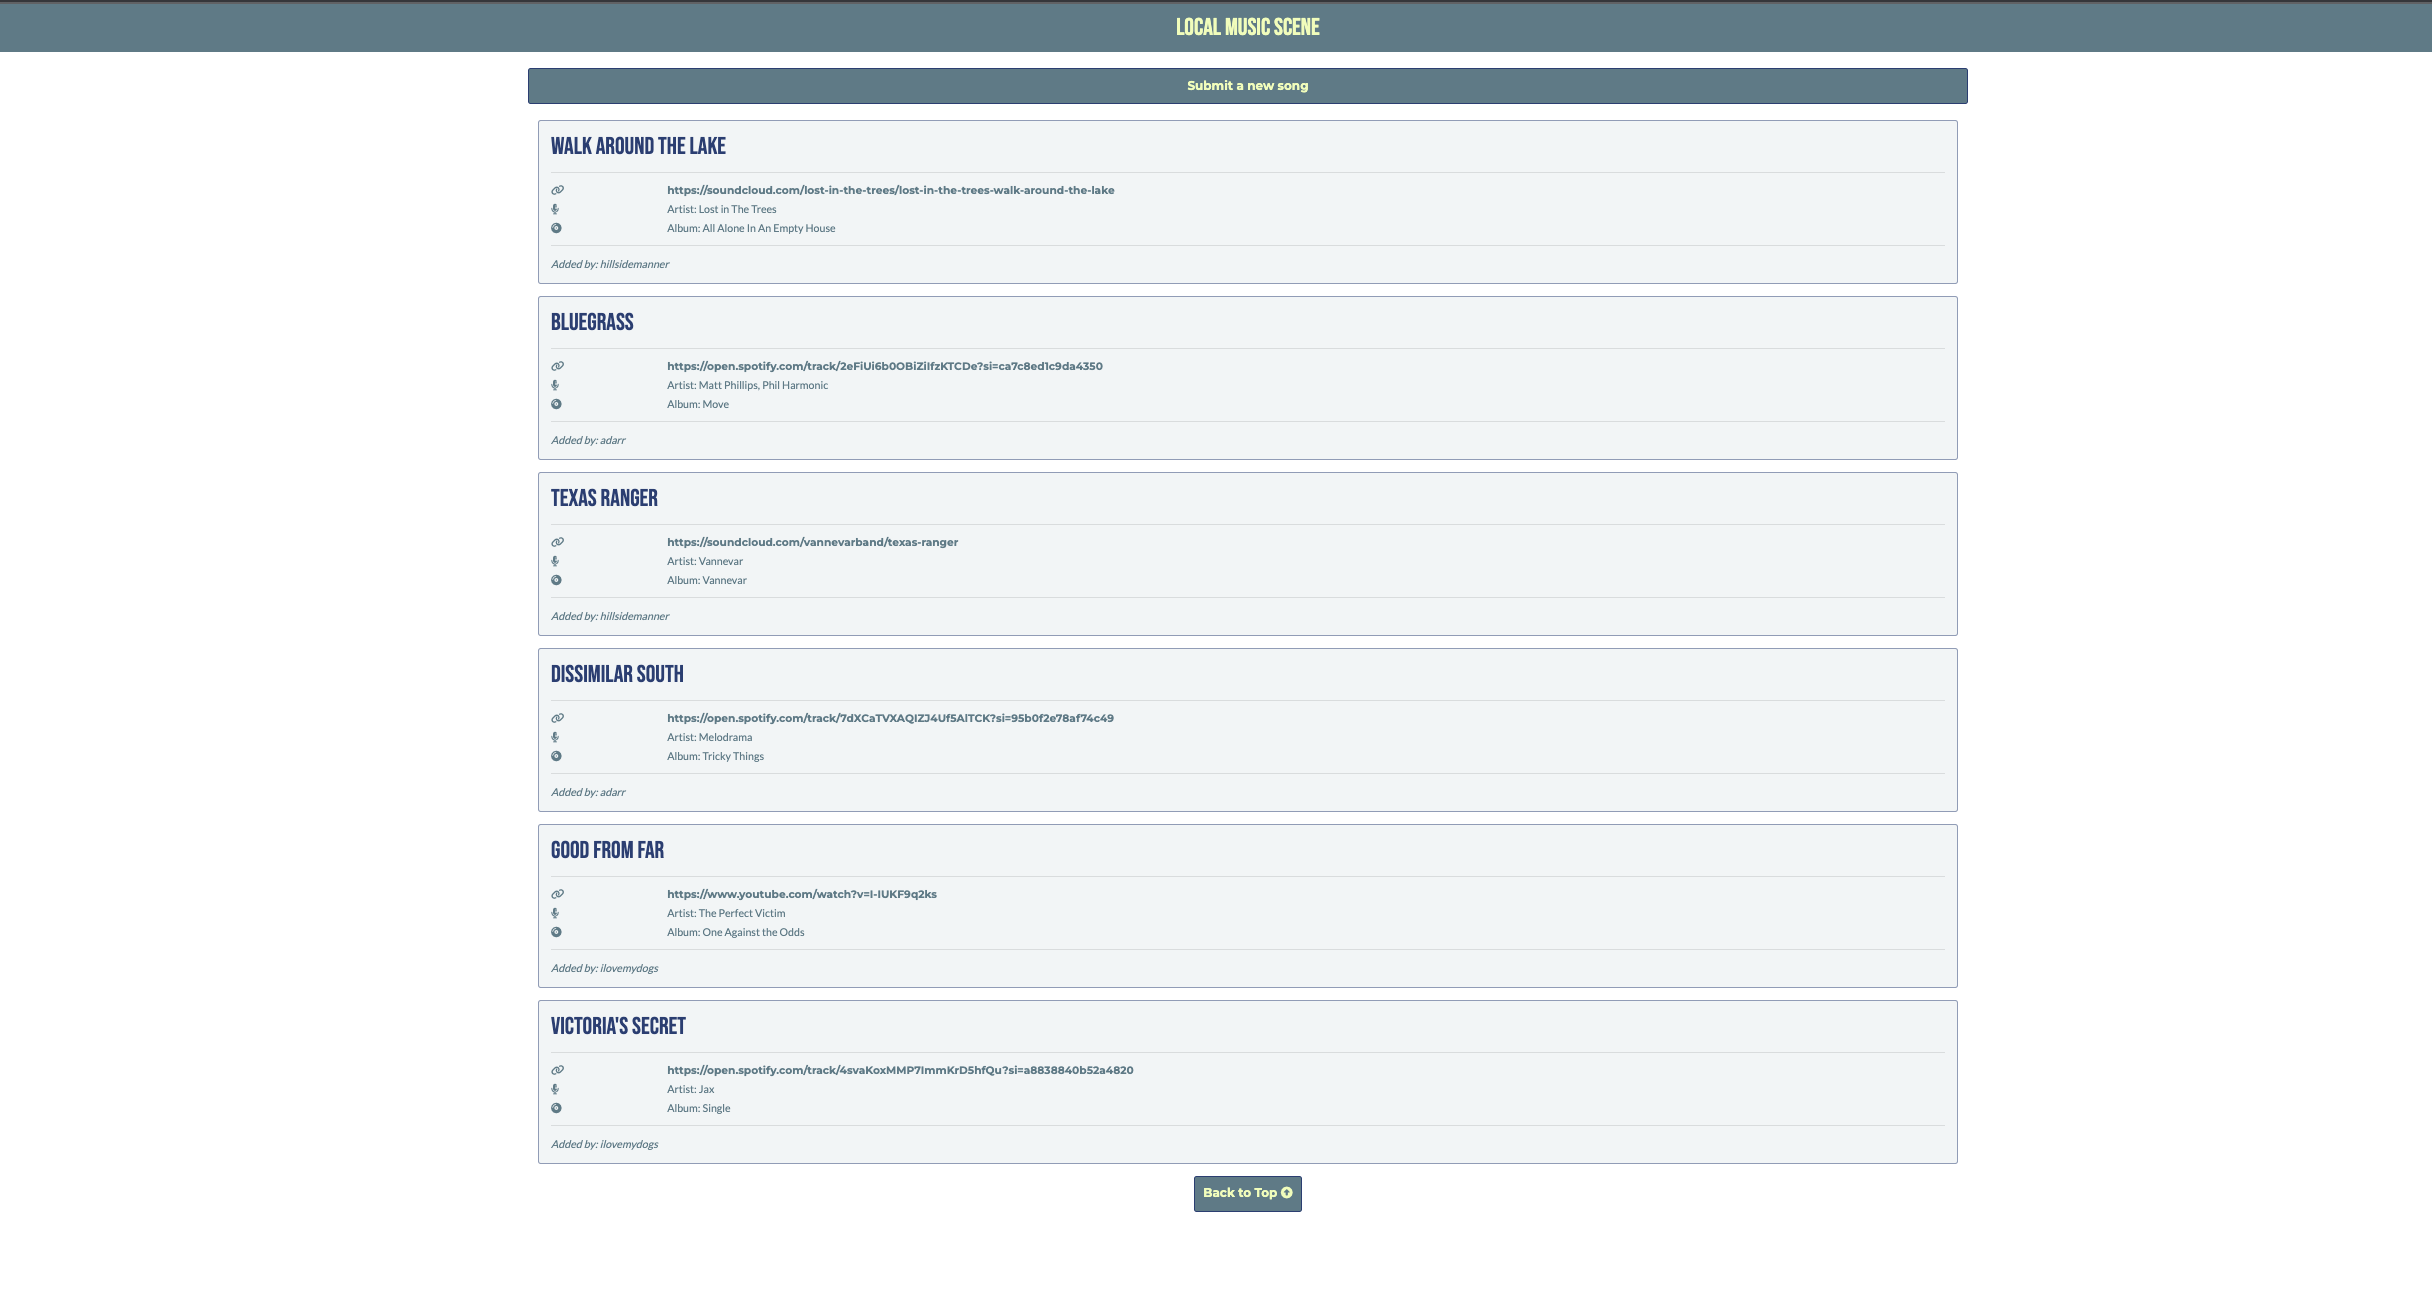 LOCAL MUSIC SCENE
Submit a new song
WALK AROUND THE LAKE
https://soundcloud.com/lost-in-the-trees/lost-in-the-trees-walk-around-the-lake
Artist: Lost in The Trees
Album: All Alone In An Empty House
Added by: hillsidemanner
BLUEGRASS
https://open.spotify.com/track/2eFiUi6b0OBiZiIfzKTCDe?si=ca7c8ed1c9da4350
Artist: Matt Phillips, Phil Harmonic
Album: Move
Added by: adarr
TEXAS RANGER
https://soundcloud.com/vannevarband/texas-ranger
Artist: Vannevar
Album: Vannevar
Added by: hillsidemanner
DISSIMILAR SOUTH
https://open.spotify.com/track/7dXCaTVXAQIZJ4Uf5AlTCK?si=95b0f2e78af74c49
Artist: Melodrama
Album: Tricky Things
Added by: adarr
GOOD FROM FAR
https://www.youtube.com/watch?v=I-IUKF9q2ks
Artist: The Perfect Victim
Album: One Against the Odds
Added by: ilovemydogs
VICTORIA'S SECRET
https://open.spotify.com/track/4svaKoxMMP7ImmKrD5hfQu?si=a8838840b52a4820
Artist: Jax
Album: Single
Added by: ilovemydogs
Back to Top